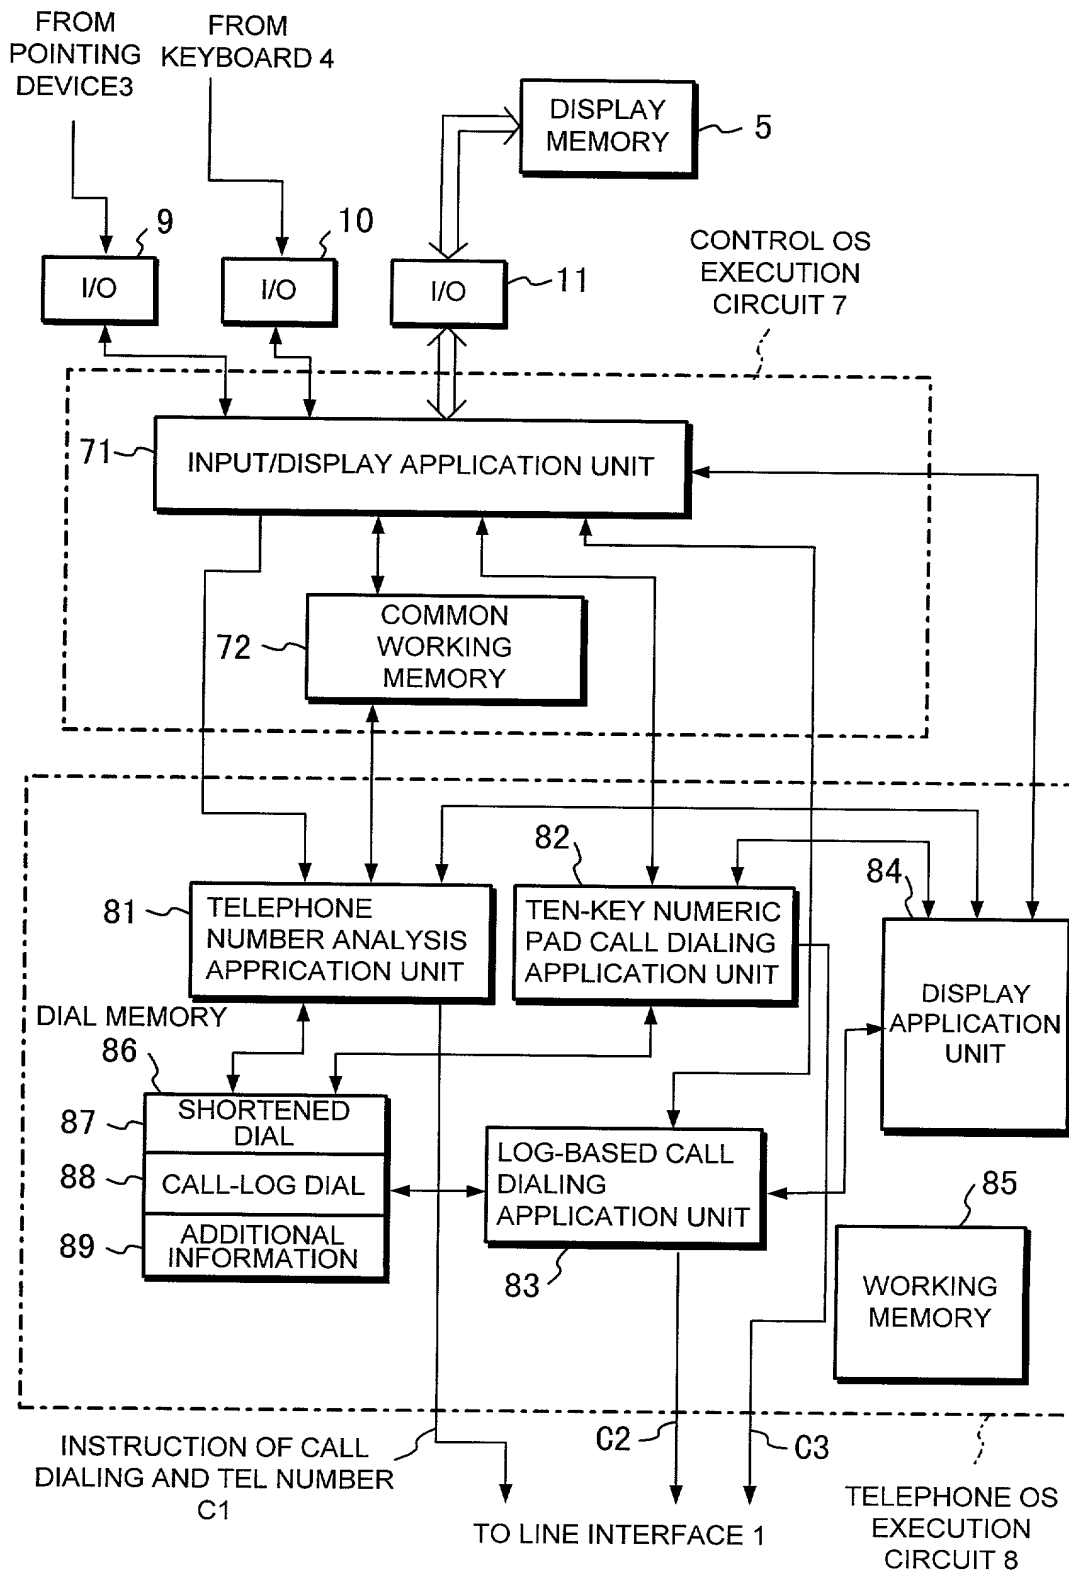 FROM
POINTING
DEVICE3
FROM
KEYBOARD 4
DISPLAY
MEMORY
5
9
10
11
I/O
I/O
I/O
CONTROL OS
EXECUTION
CIRCUIT 7
71
INPUT/DISPLAY APPLICATION UNIT
72
COMMON
WORKING
MEMORY
81
TELEPHONE
NUMBER ANALYSIS
APPRICATION UNIT
82
TEN-KEY NUMERIC
PAD CALL DIALING
APPLICATION UNIT
84
DISPLAY
APPLICATION
UNIT
DIAL MEMORY
86
87
SHORTENED
DIAL
88
CALL-LOG DIAL
89
ADDITIONAL
INFORMATION
LOG-BASED CALL
DIALING
APPLICATION UNIT
83
85
WORKING
MEMORY
INSTRUCTION OF CALL
DIALING AND TEL NUMBER
C1
C2
C3
TO LINE INTERFACE 1
TELEPHONE OS
EXECUTION
CIRCUIT 8